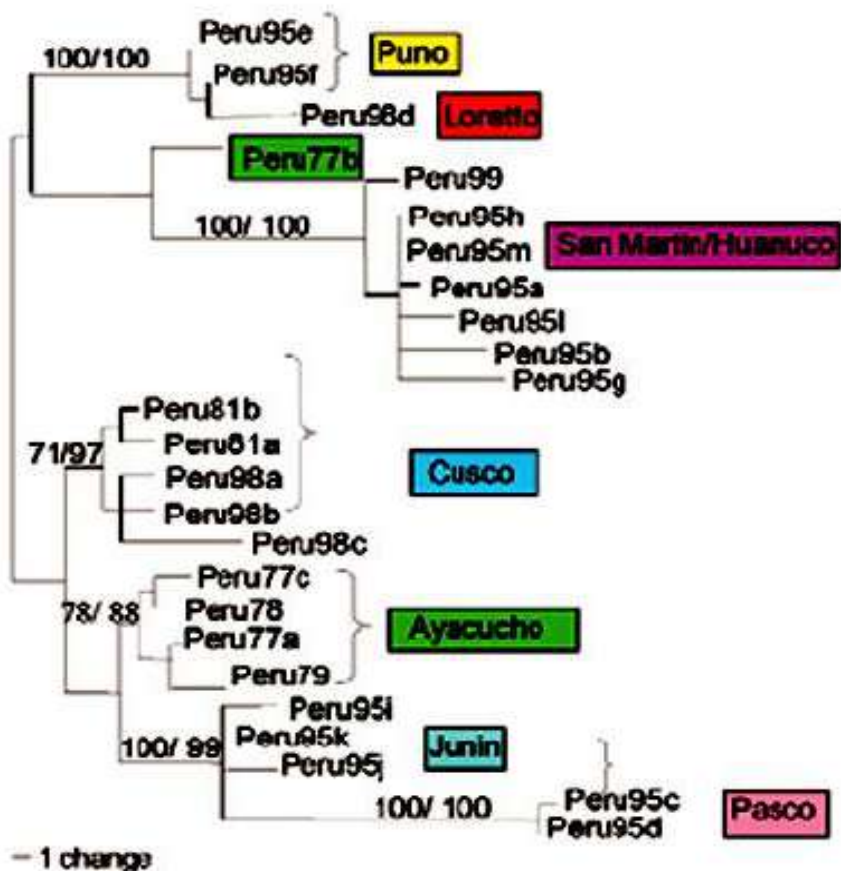 Peru95e
100/100
Puno
Peru95f
Peru98d
Loretto
Peru77b
Peru99
100/ 100
Peru95h
San Martin/Huanuco
Peru95m
Peru95a
Peru95l
Peru95b
Peru95g
Peru81b
71/97
Peru81a
Cusco
Peru98a
Peru98b
Peru98c
Peru77c
78/ 88
Peru78
Ayacucho
Peru77a
Peru79
Peru95i
100/ 99
Peru95k
Junin
Peru95j
100/ 100
Peru95c
Pasco
Peru95d
1 change